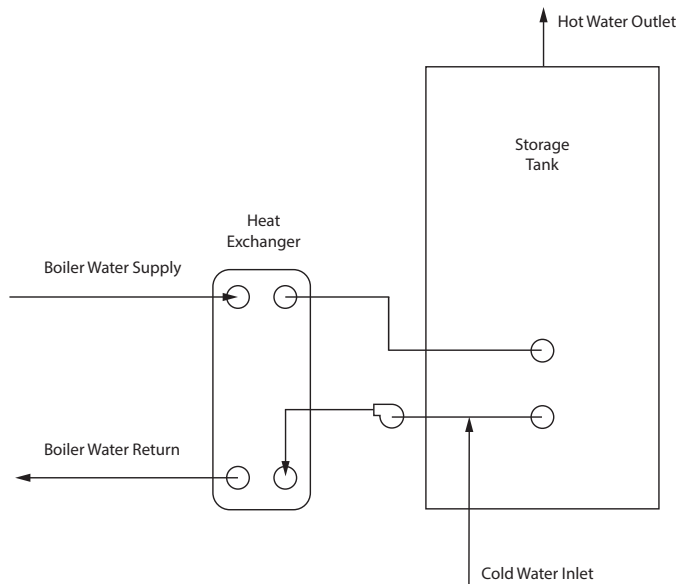 Hot Water Outlet
Storage
Tank
Heat
Exchanger
Boiler Water Supply
Boiler Water Return
Cold Water Inlet